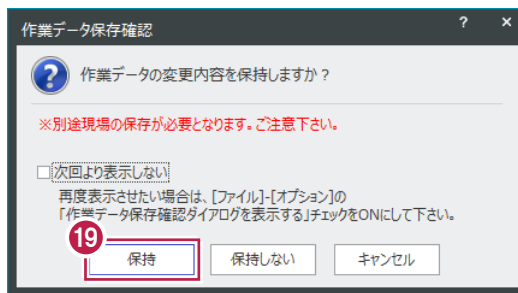 作業データ保存確認
?
×
作業データの変更内容を保持しますか？
※別途現場の保存が必要となります。ご注意下さい。
次回より表示しない
再度表示させたい場合は、[ファイル]-[オプション]の
「作業データ保存確認ダイアログを表示する」チェックをONにして下さい。
19
保持
保持しない
キャンセル